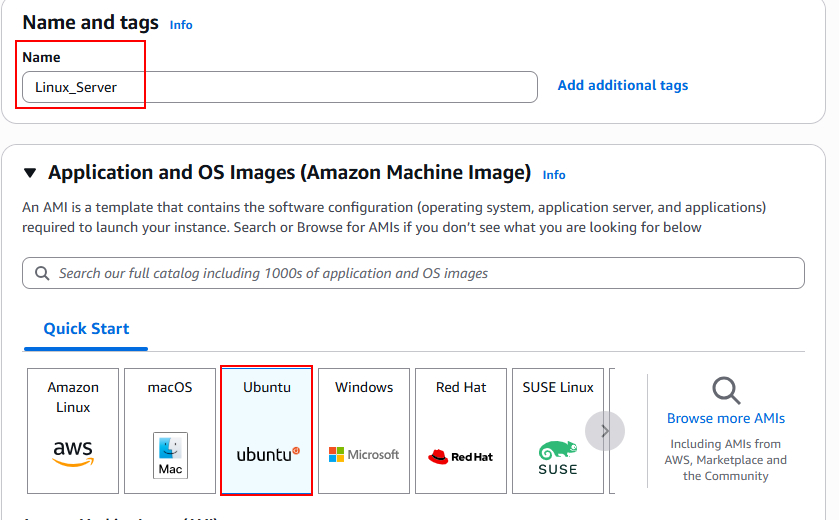 Name and tags Info
Name
Linux_Server
Add additional tags
Application and OS Images (Amazon Machine Image) Info
An AMI is a template that contains the software configuration (operating system, application server, and applications)
required to launch your instance. Search or Browse for AMIs if you don't see what you are looking for below
Search our full catalog including 1000s of application and OS images
Quick Start
Amazon
Linux
aws
macOS
Mac
Ubuntu
ubuntu
Windows
Microsoft
Red Hat
Red Hat
SUSE Linux
SUSE
Browse more AMIs
Including AMIs from
AWS, Marketplace and
the Community